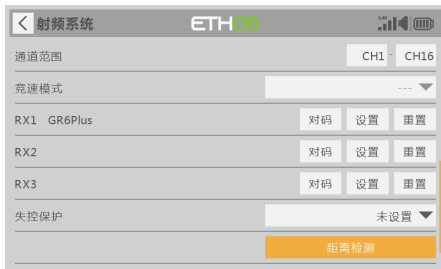 射频系统 ETHOS 2.4G
通道范围 CH1 - CH16
竞速模式 ---
RX1 GR6Plus 对码 设置 重置
RX2 对码 设置 重置
RX3 对码 设置 重置
失控保护 未设置
距离检测